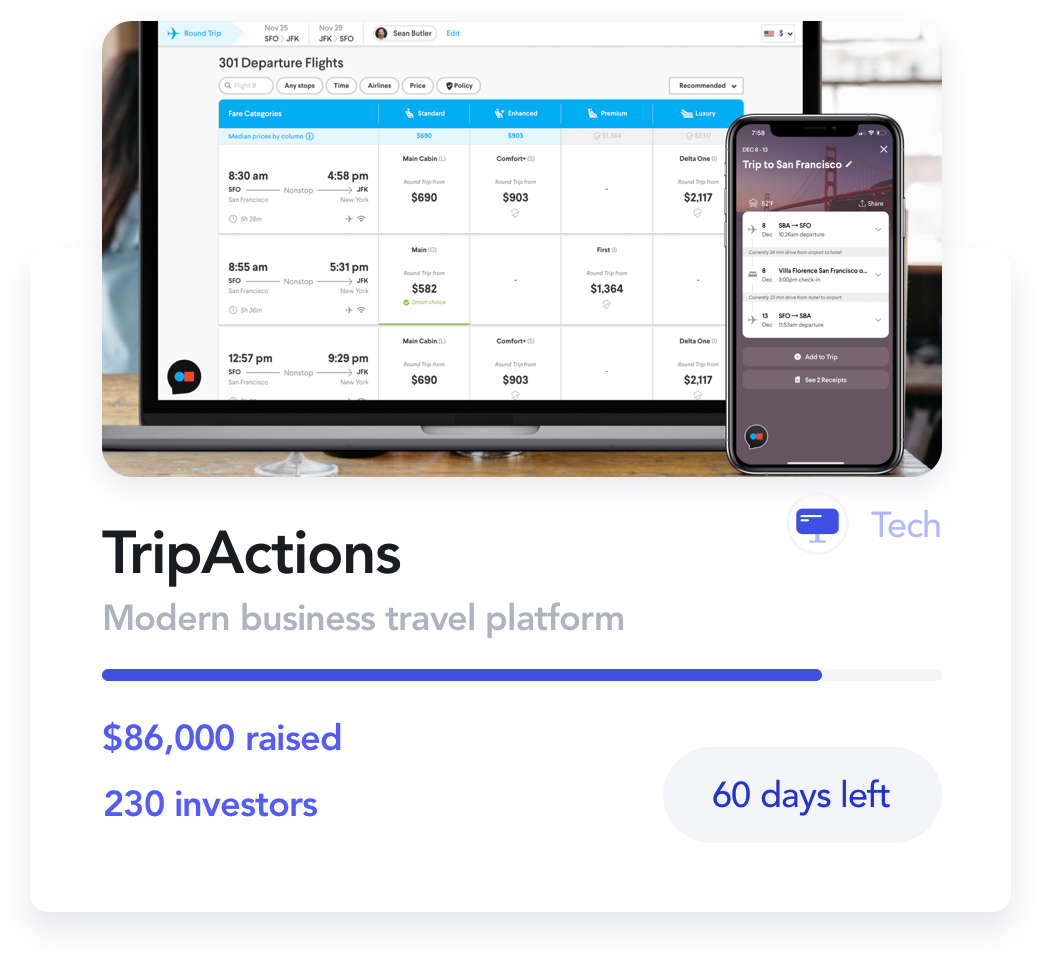 Round Trip
Nov 25
SFO > JFK
Nov 29
JFK > SFO
Sean Butler
Edit
$
301 Departure Flights
Flight #
Any stops
Time
Airlines
Price
Policy
Recommended
Fare Categories
Standard
Enhanced
Premium
Luxury
Median prices by column
$690
$903
$1,364
$2,117
Main Cabin (L)
Comfort+ (S)
Delta One (I)
8:30 am
4:58 pm
SFO
Nonstop
JFK
San Francisco
New York
5h 28m
Round Trip from
$690
Round Trip from
$903
-
Round Trip from
$2,117
Main (G)
First (I)
8:55 am
5:31 pm
SFO
Nonstop
JFK
San Francisco
New York
5h 36m
Round Trip from
$582
Smart choice
-
Round Trip from
$1,364
Main Cabin (L)
Comfort+ (S)
Delta One (I)
12:57 pm
9:29 pm
SFO
Nonstop
JFK
San Francisco
New York
Round Trip from
$690
Round Trip from
$903
-
Round Trip from
$2,117
7:58
DEC 8 - 13
Trip to San Francisco
52°F
Share
8 SBA → SFO
Dec 10:26am departure
Currently 24 min drive from airport to hotel
8 Villa Florence San Francisco o...
Dec 3:00pm check-in
Currently 23 min drive from hotel to airport
13 SFO → SBA
Dec 11:53am departure
Add to Trip
See 2 Receipts
Tech
TripActions
Modern business travel platform
$86,000 raised
230 investors
60 days left